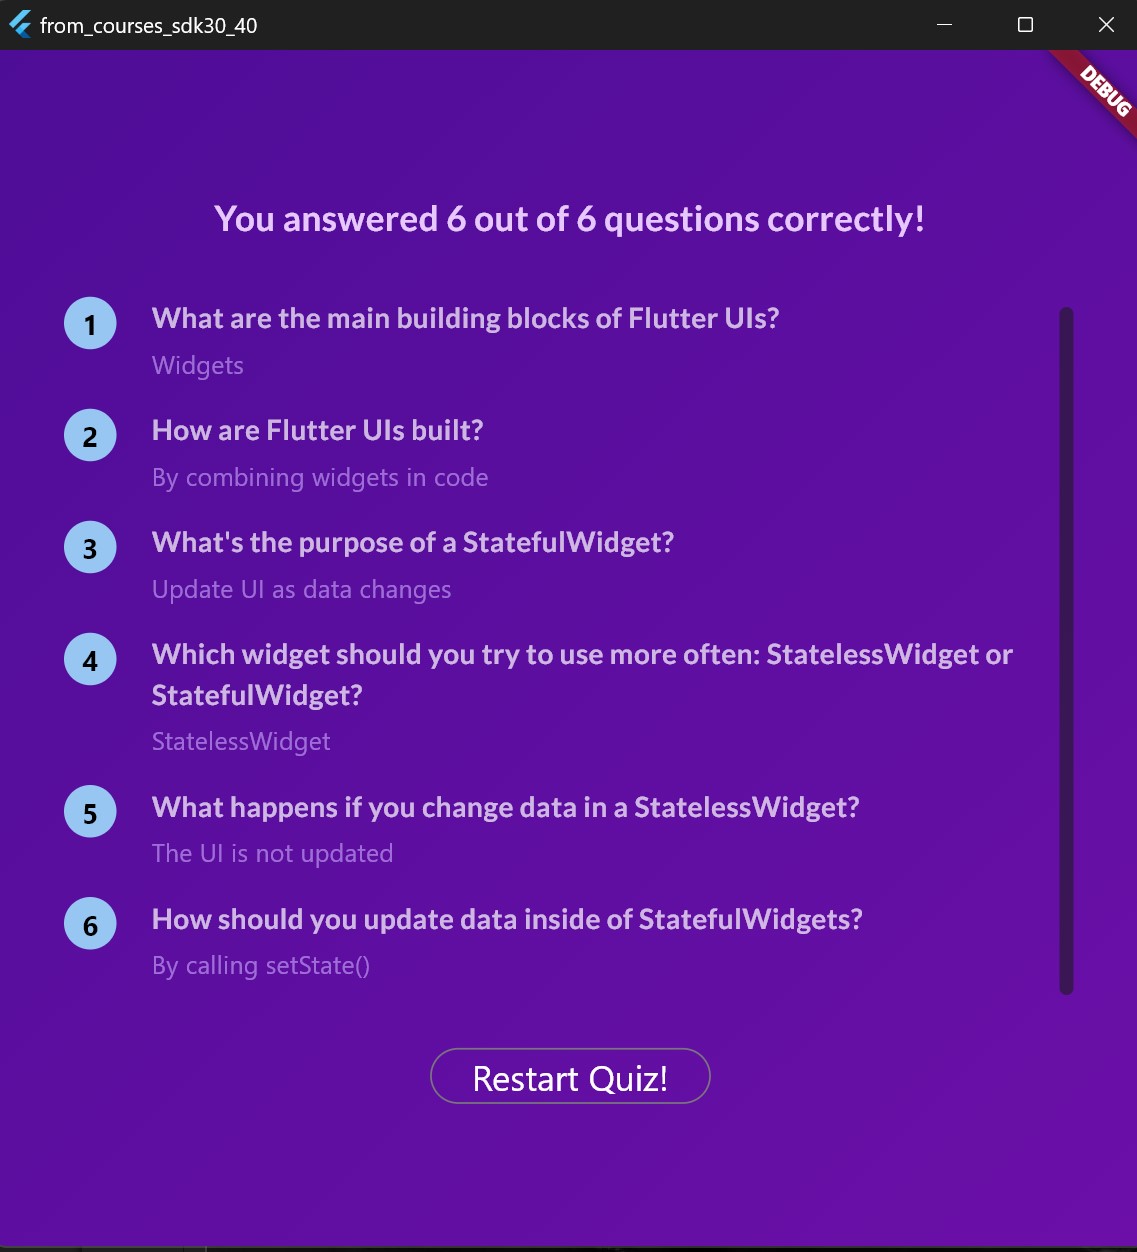 from_courses_sdk30_40
DEBUG
You answered 6 out of 6 questions correctly!
1
What are the main building blocks of Flutter UIs?
Widgets
2
How are Flutter UIs built?
By combining widgets in code
3
What's the purpose of a StatefulWidget?
Update UI as data changes
4
Which widget should you try to use more often: StatelessWidget or
StatefulWidget?
StatelessWidget
5
What happens if you change data in a StatelessWidget?
The UI is not updated
6
How should you update data inside of StatefulWidgets?
By calling setState()
Restart Quiz!